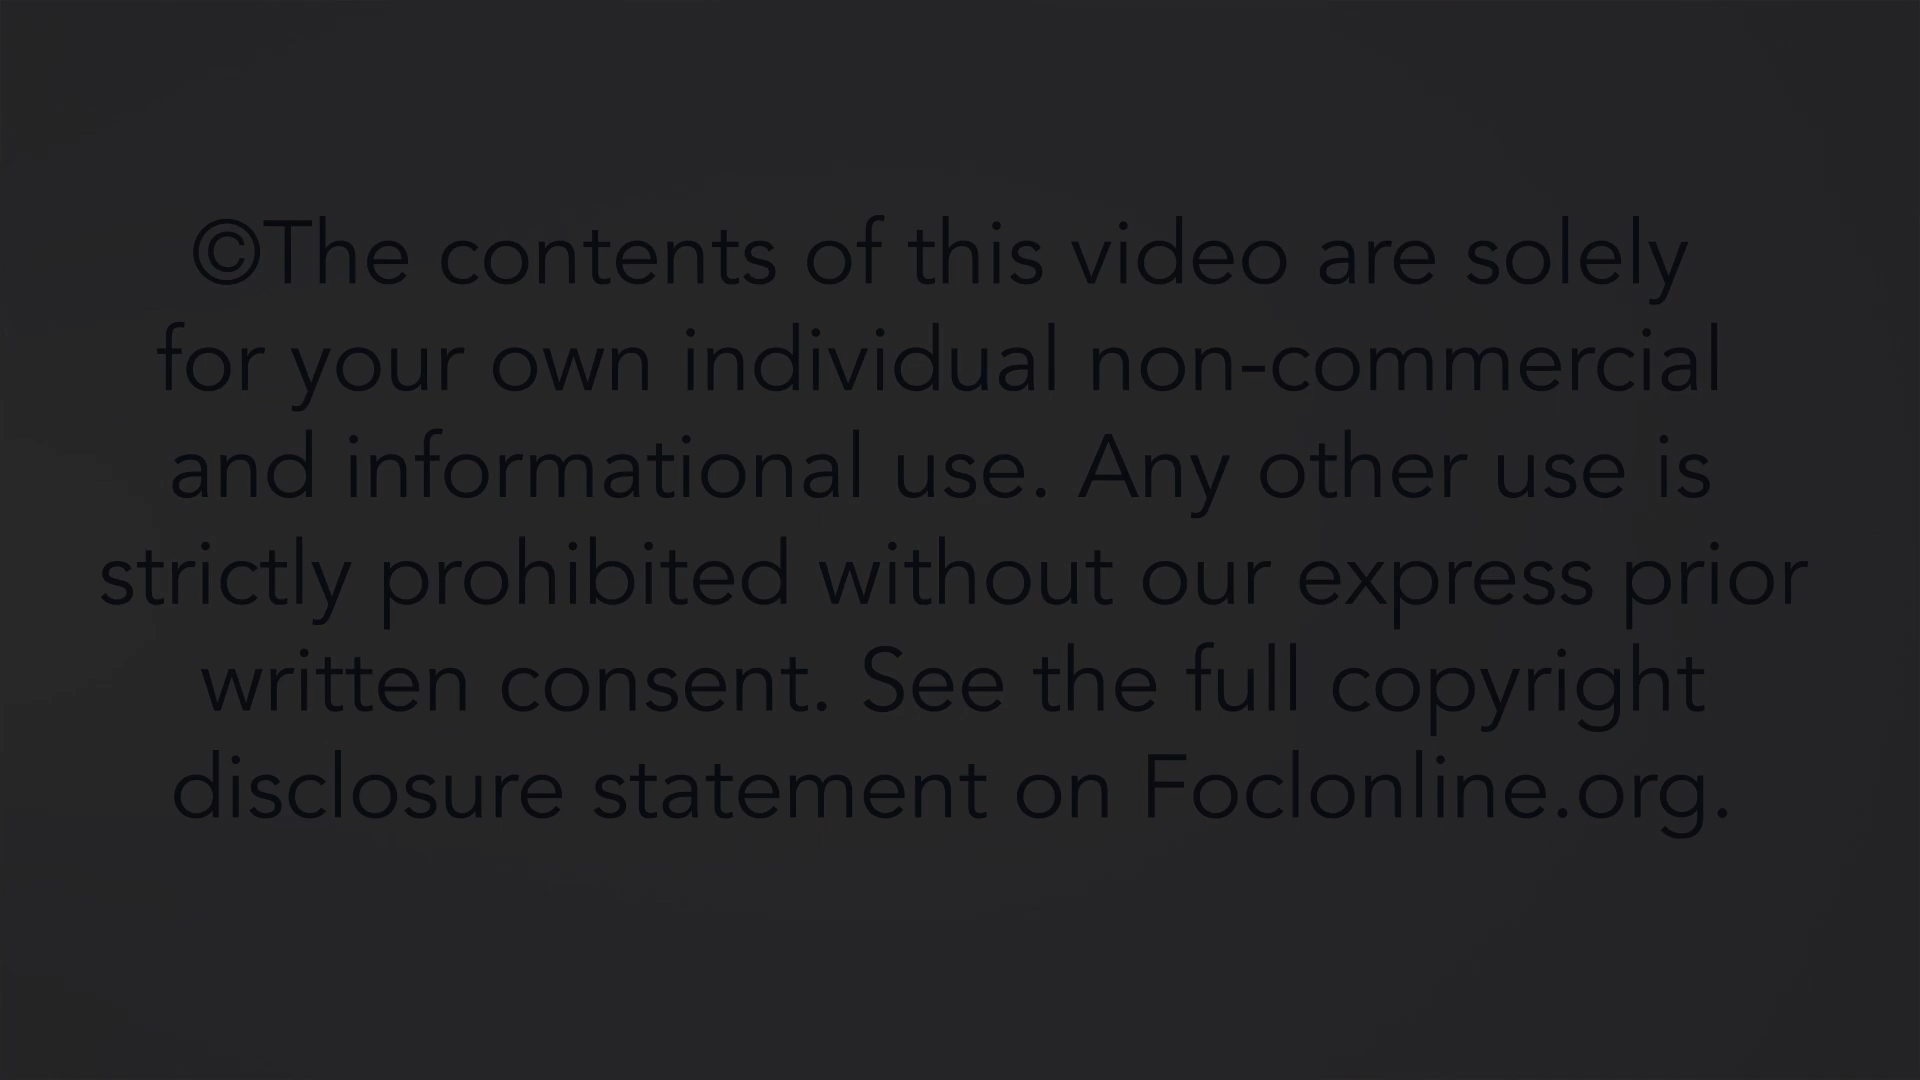 ©The contents of this video are solely
for your own individual non-commercial
and informational use. Any other use is
strictly prohibited without our express prior
written consent. See the full copyright
disclosure statement on Foclonline.org.